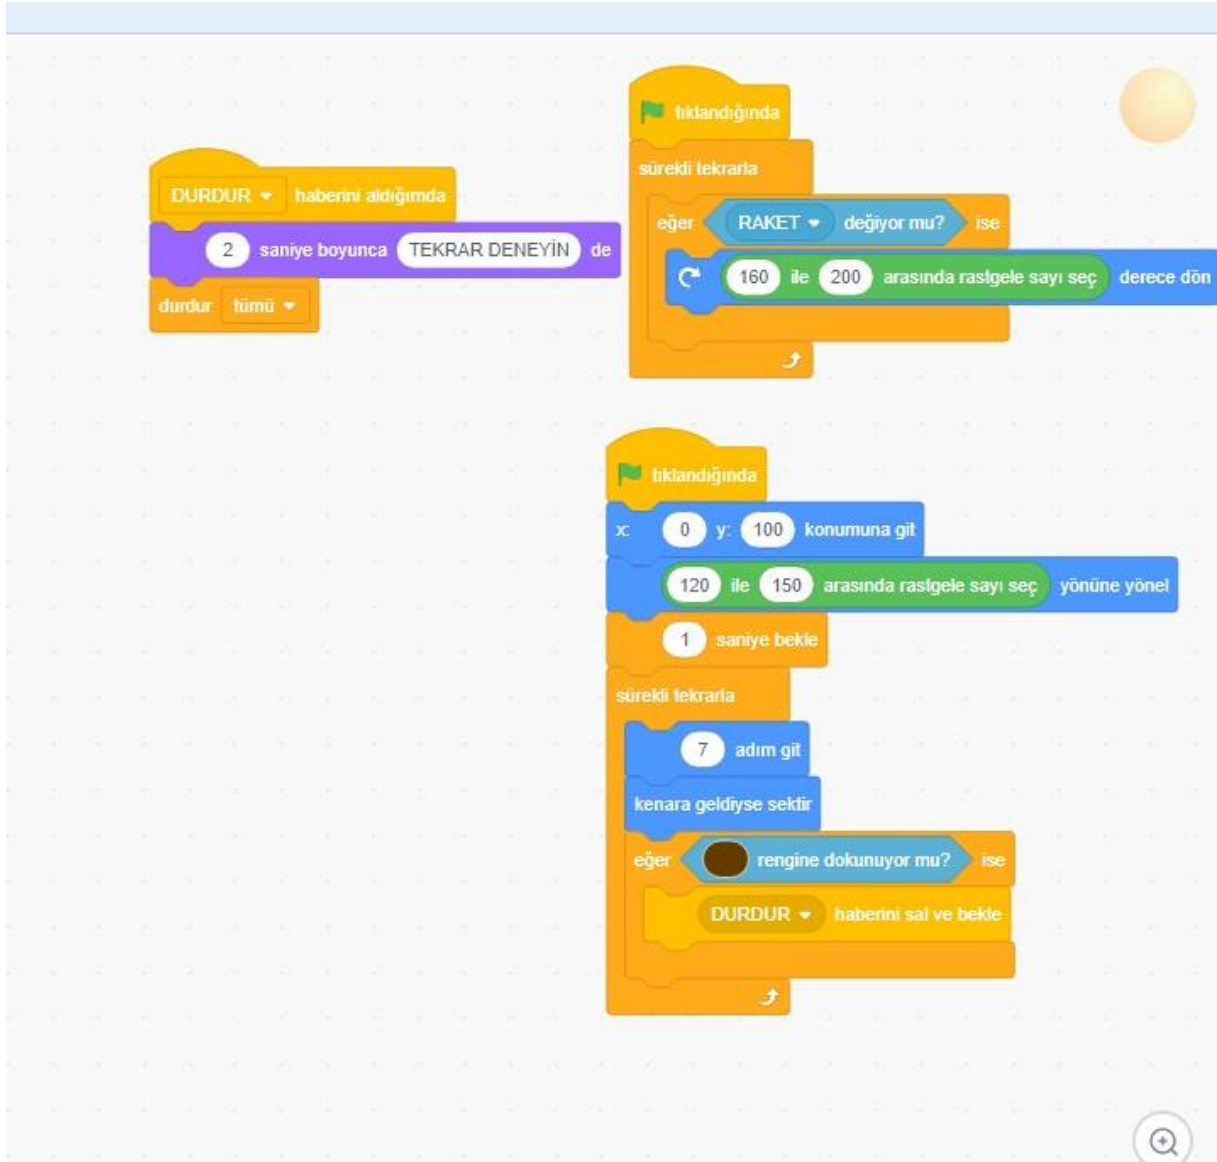 DURDUR haberini aldığımda
2 saniye boyunca TEKRAR DENEYİN de
durdur tümü
tıklandığında
sürekli tekrarla
eğer RAKET değiyor mu? ise
160 ile 200 arasında rastgele sayı seç derece dön
tıklandığında
x: 0 y: 100 konumuna git
120 ile 150 arasında rastgele sayı seç yönüne yönel
1 saniye bekle
sürekli tekrarla
7 adım git
kenara geldiyse sektir
eğer rengine dokunuyor mu? ise
DURDUR haberini sal ve bekle